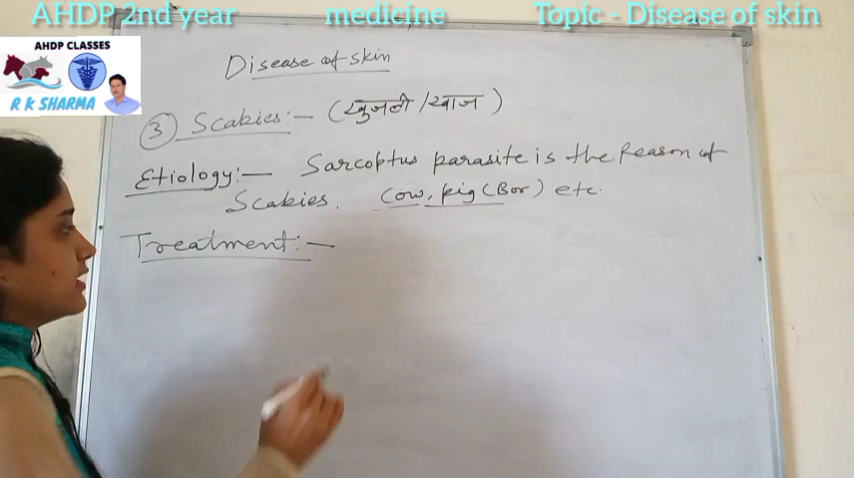 AHDP 2nd year medicine Topic - Disease of skin
AHDP CLASSES
R K SHARMA
Disease of skin
3 Scabies:- (खुजली/खाज)
Etiology:- Sarcoptus parasite is the Reason of
Scabies. Cow, pig (Bor) etc.
Treatment:-